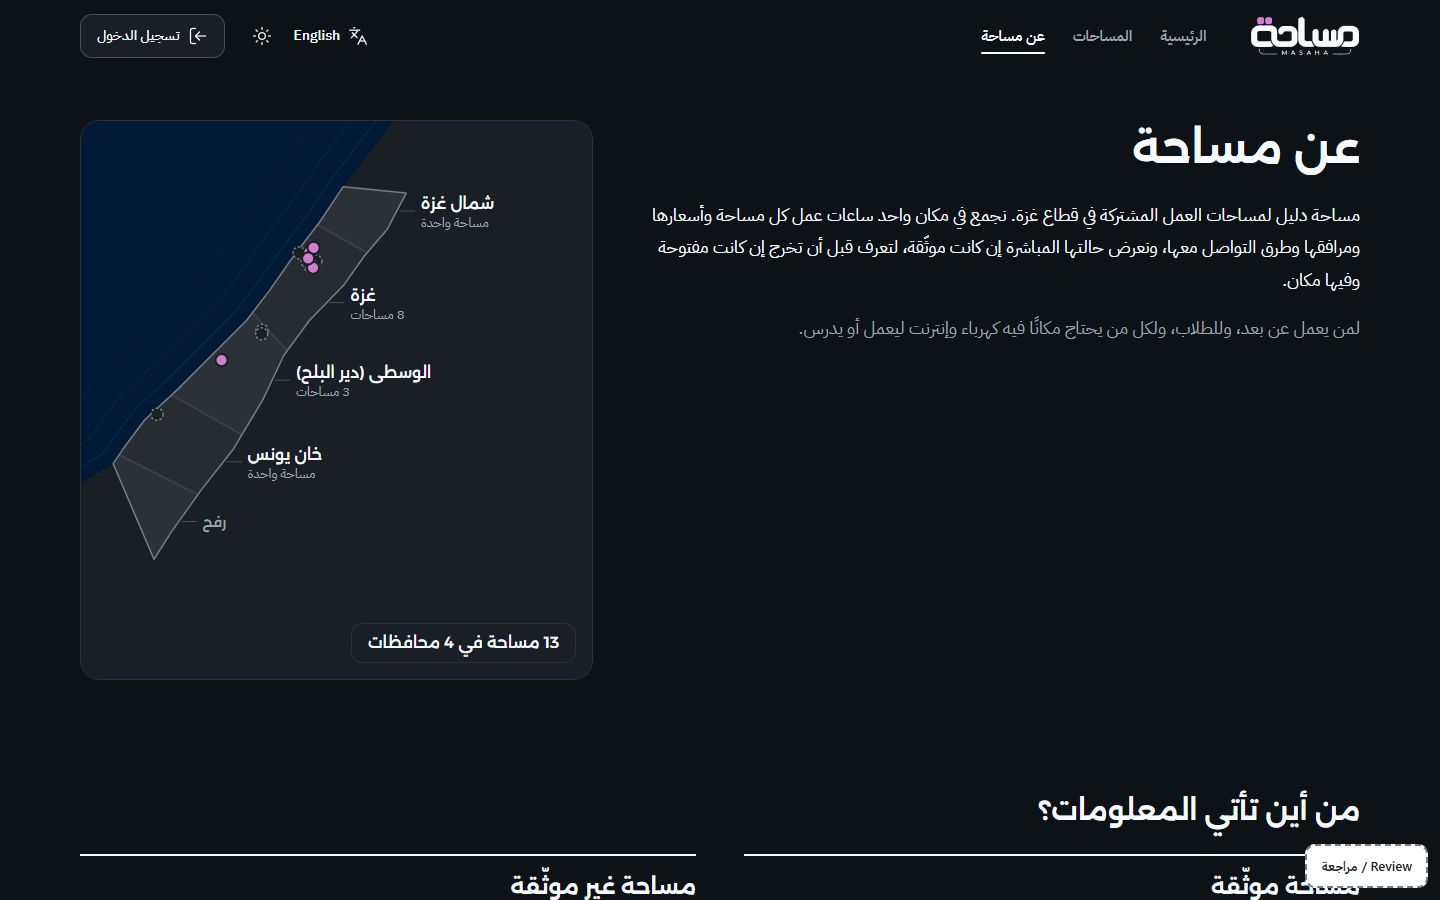 مساحة
MASAHA
الرئيسية
المساحات
عن مساحة
English
تسجيل الدخول
عن مساحة
مساحة دليل لمساحات العمل المشتركة في قطاع غزة. نجمع في مكان واحد ساعات عمل كل مساحة وأسعارها
ومرافقها وطرق التواصل معها، ونعرض حالتها المباشرة إن كانت موثّقة، لتعرف قبل أن تخرج إن كانت مفتوحة
وفيها مكان.
لمن يعمل عن بعد، وللطلاب، ولكل من يحتاج مكانًا فيه كهرباء وإنترنت ليعمل أو يدرس.
شمال غزة
مساحة واحدة
غزة
8 مساحات
الوسطى (دير البلح)
3 مساحات
خان يونس
مساحة واحدة
رفح
13 مساحة في 4 محافظات
من أين تأتي المعلومات؟
مساحة موثّقة
مساحة غير موثّقة
مراجعة / Review